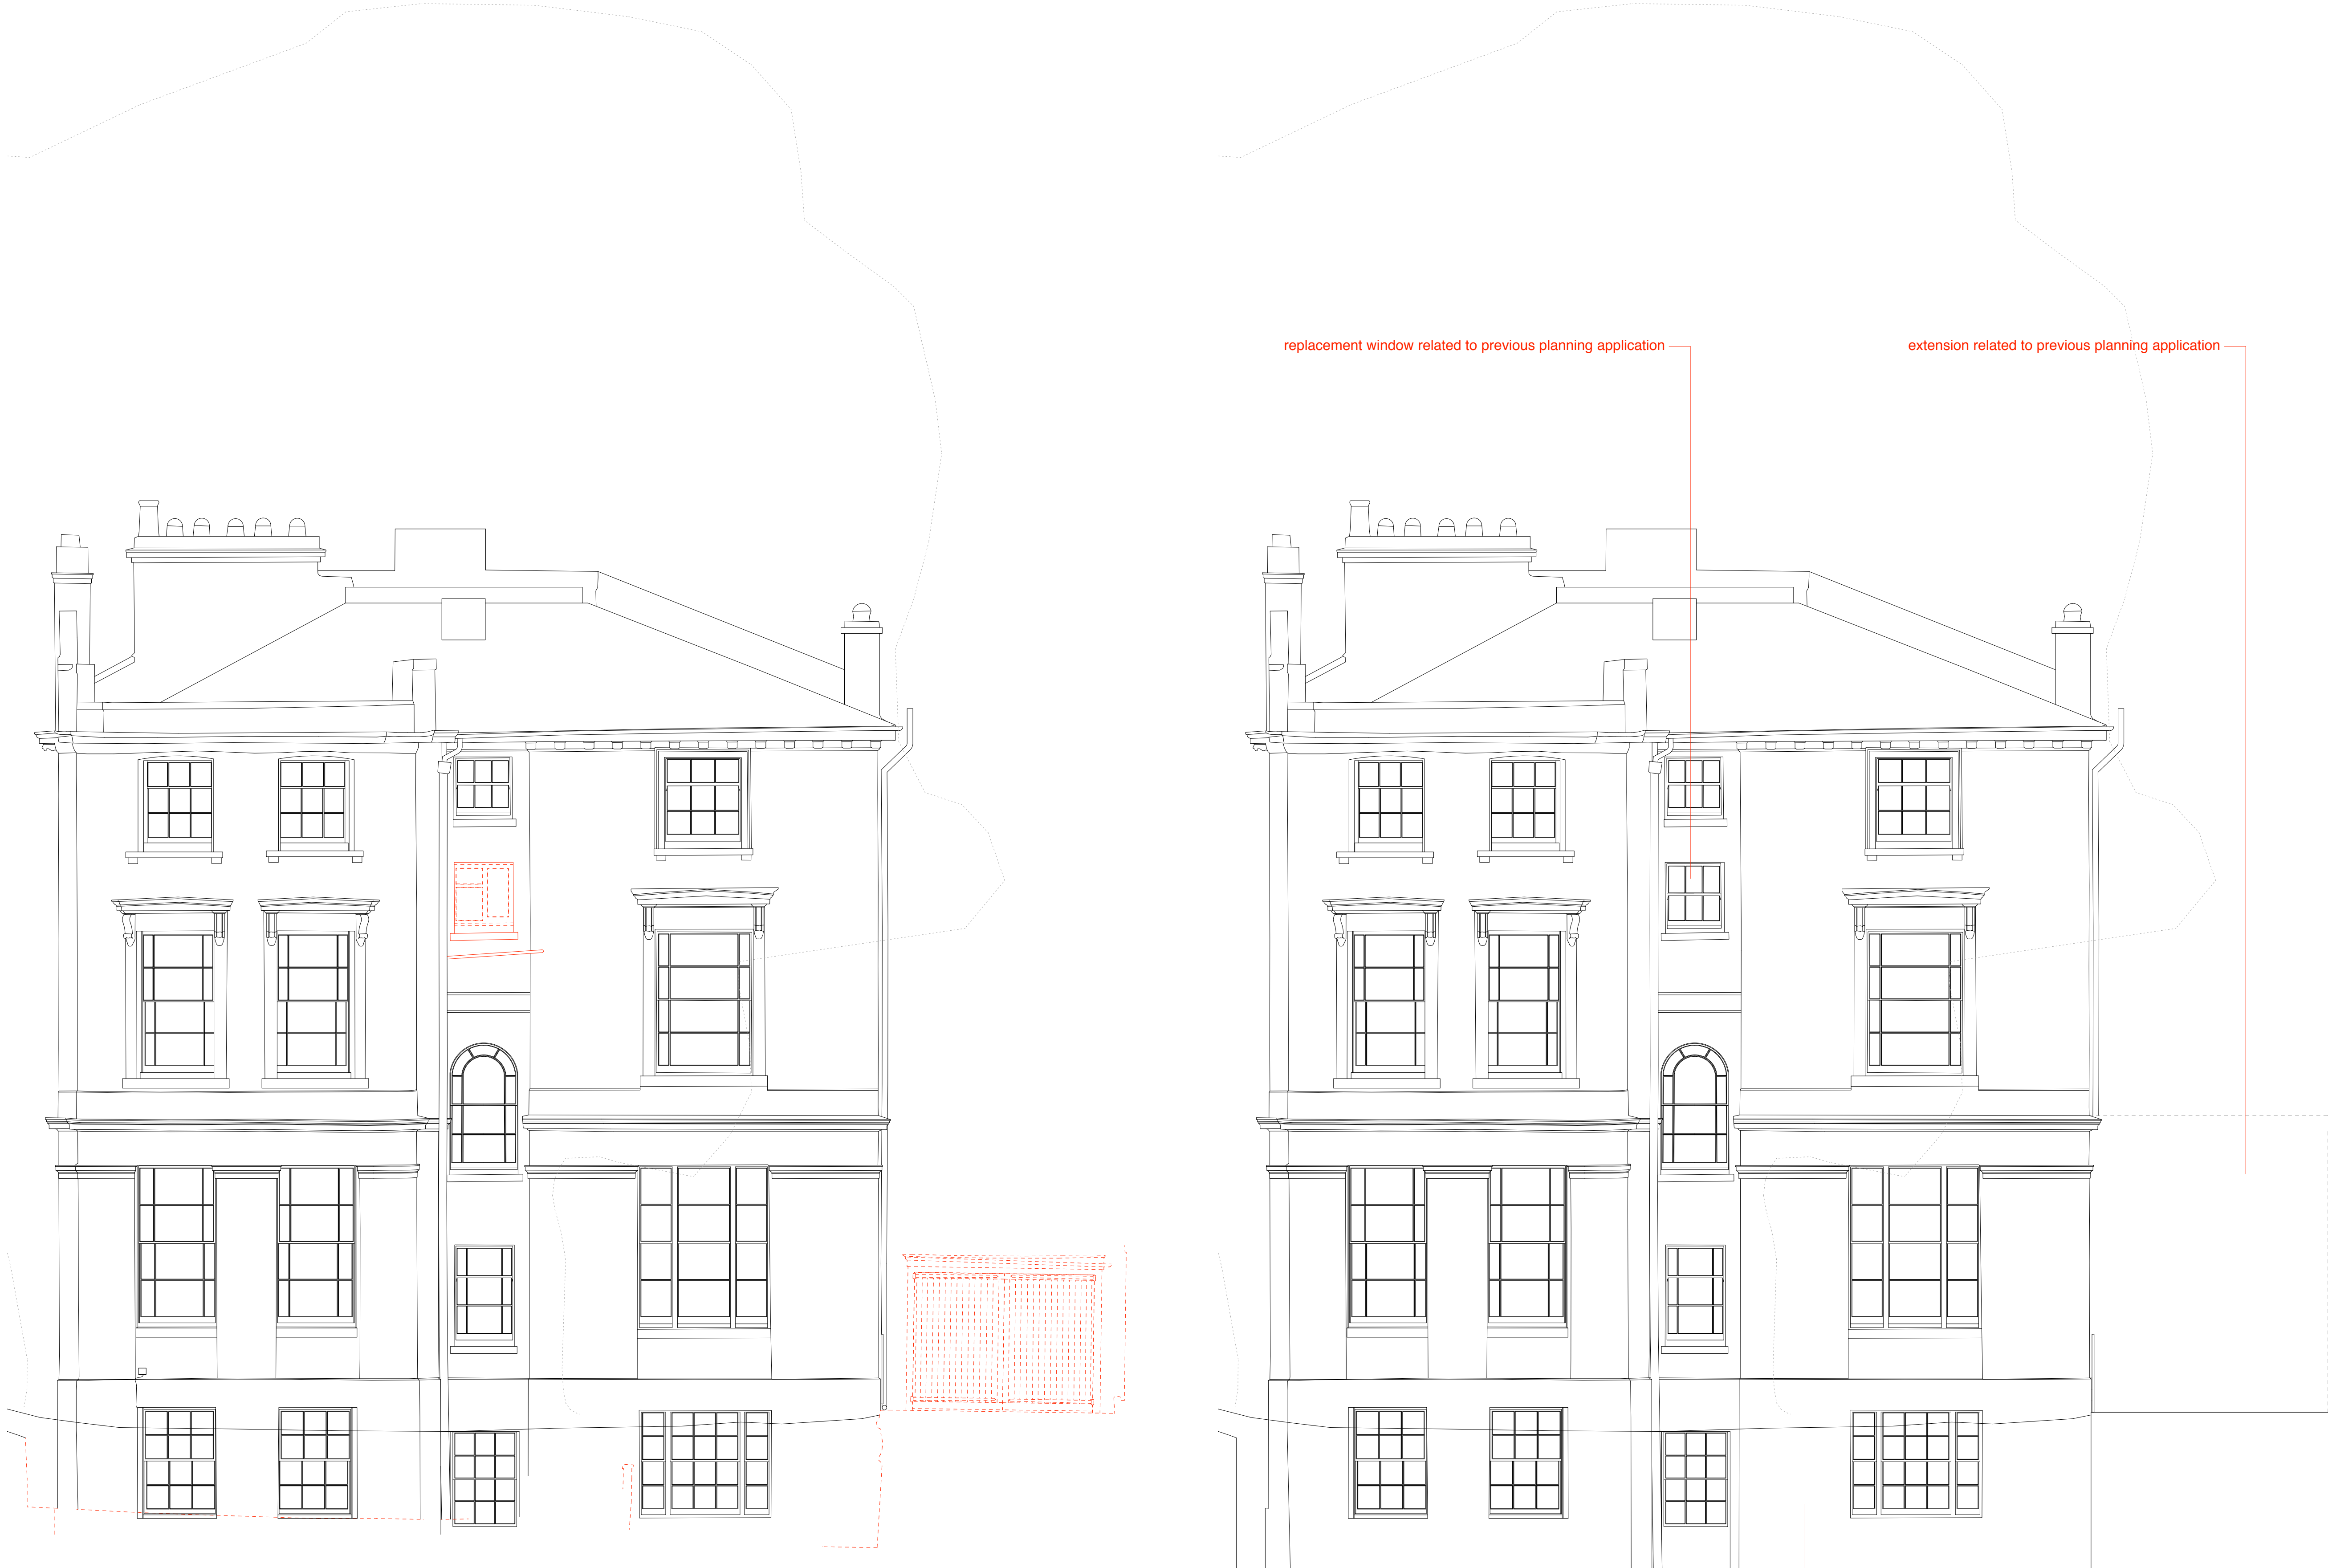 replacement window related to previous planning application
extension related to previous planning application